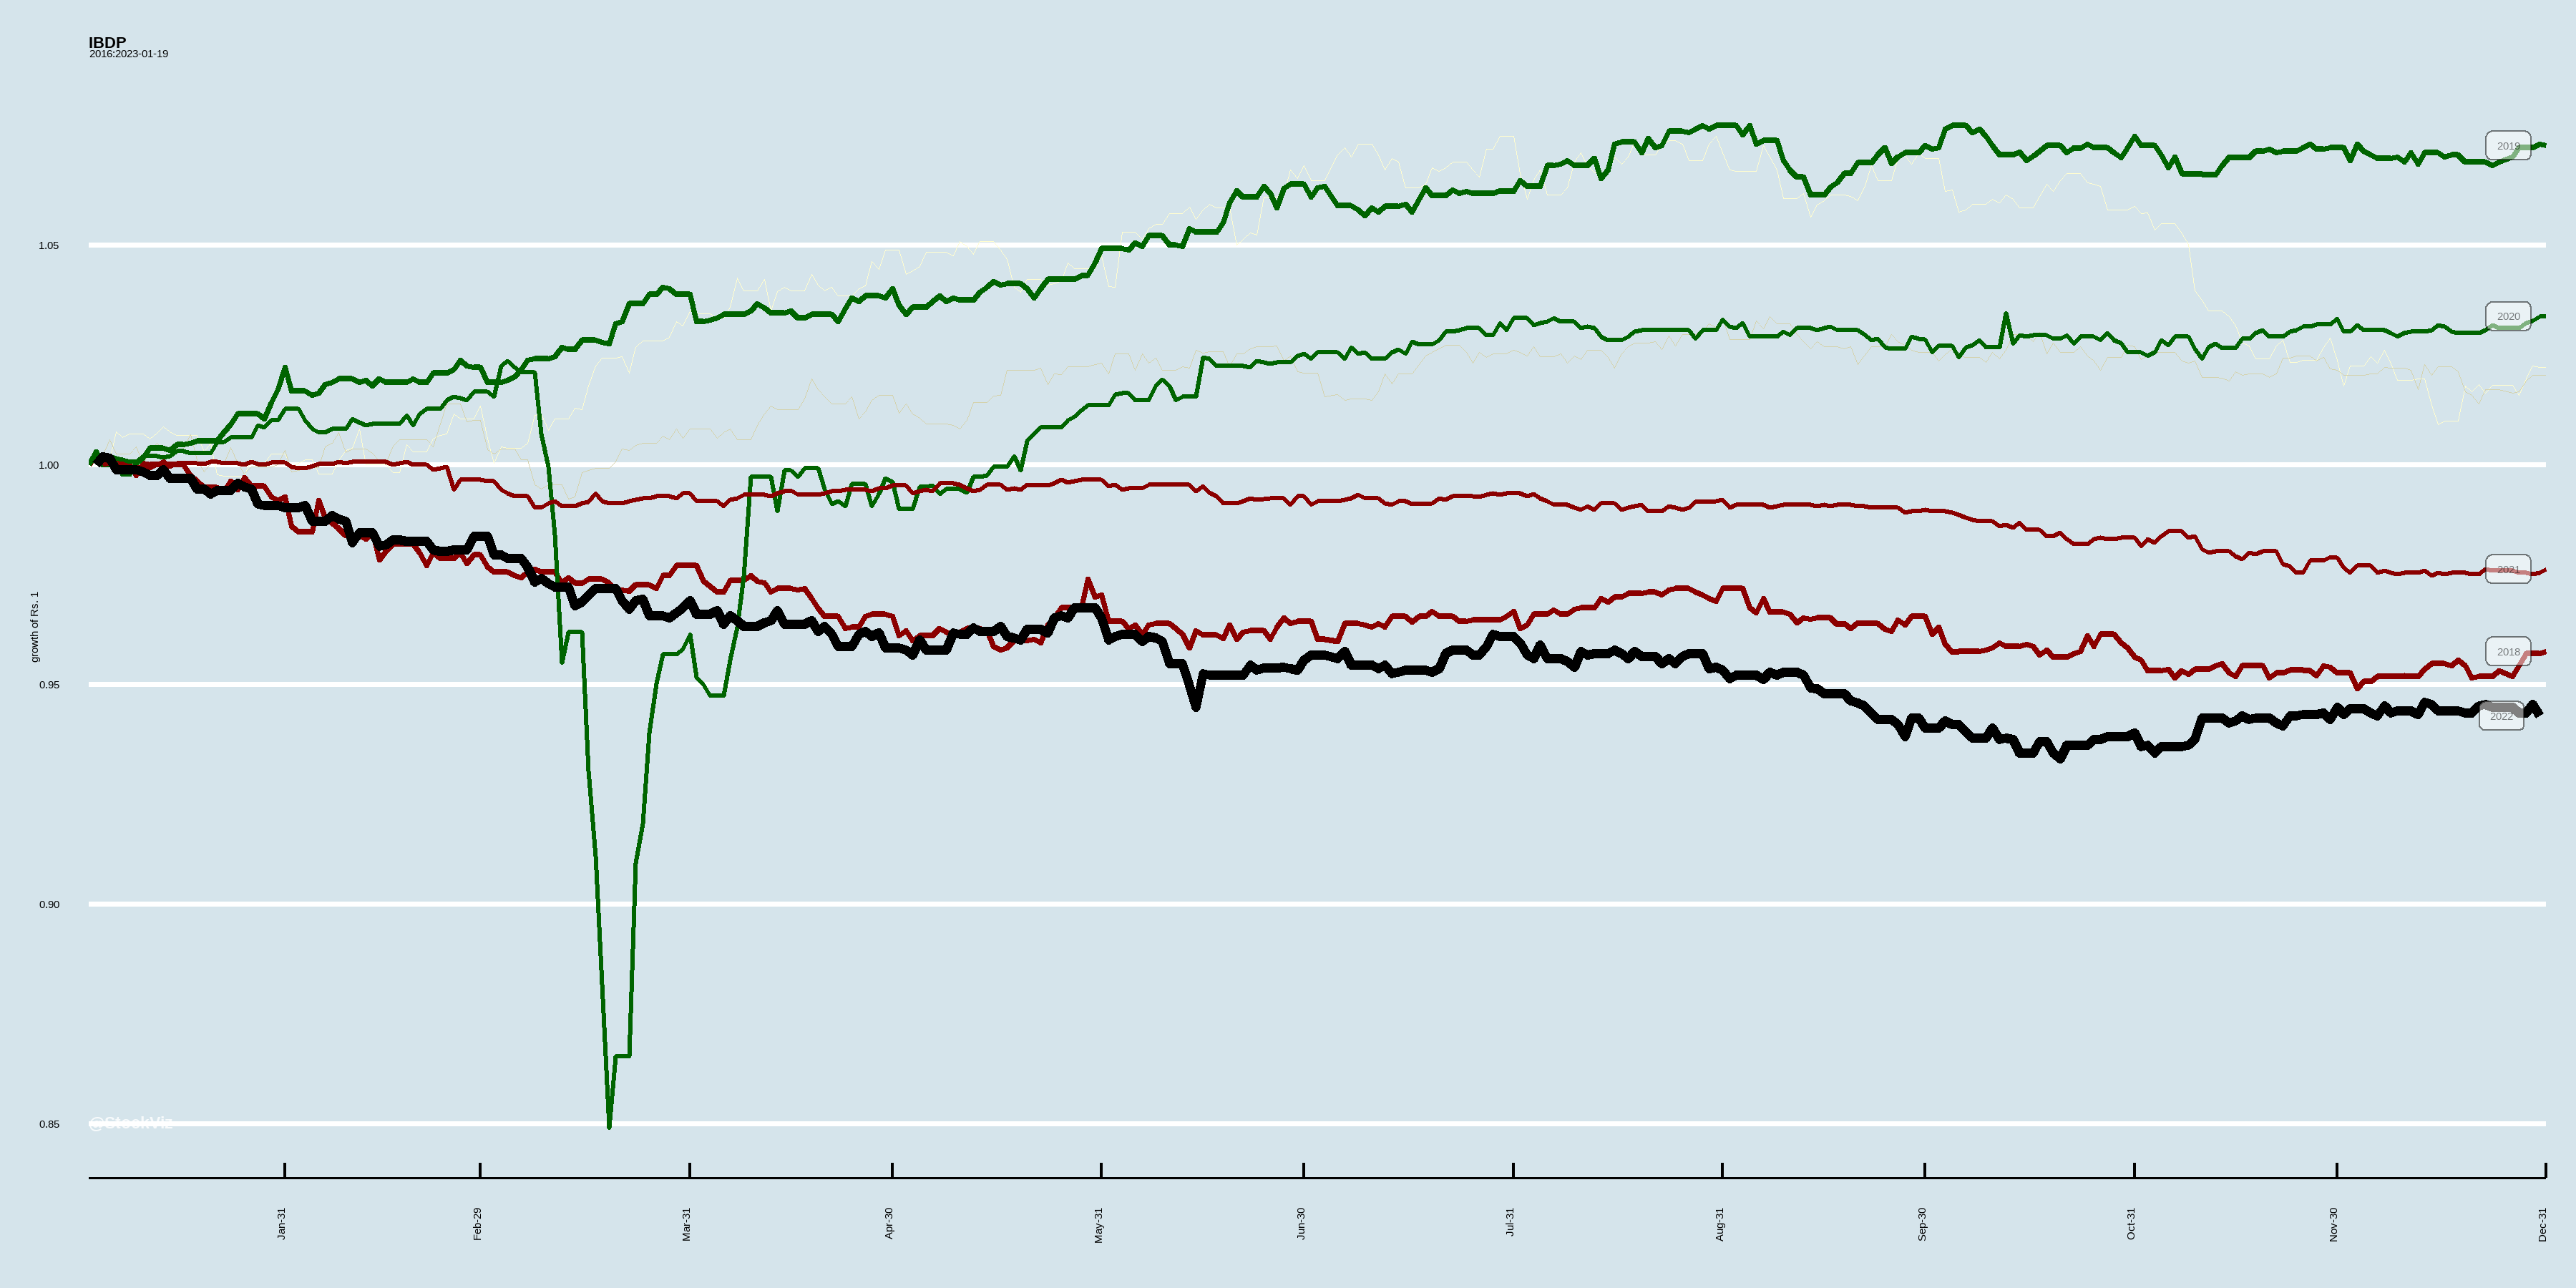 IBDP
2016:2023-01-19
2019
1.05
2020
1.00
2021
growth of Rs. 1
2018
0.95
2022
0.90
0.85
@StockViz
Jan-31
Feb-29
Mar-31
Apr-30
May-31
Jun-30
Jul-31
Aug-31
Sep-30
Oct-31
Nov-30
Dec-31